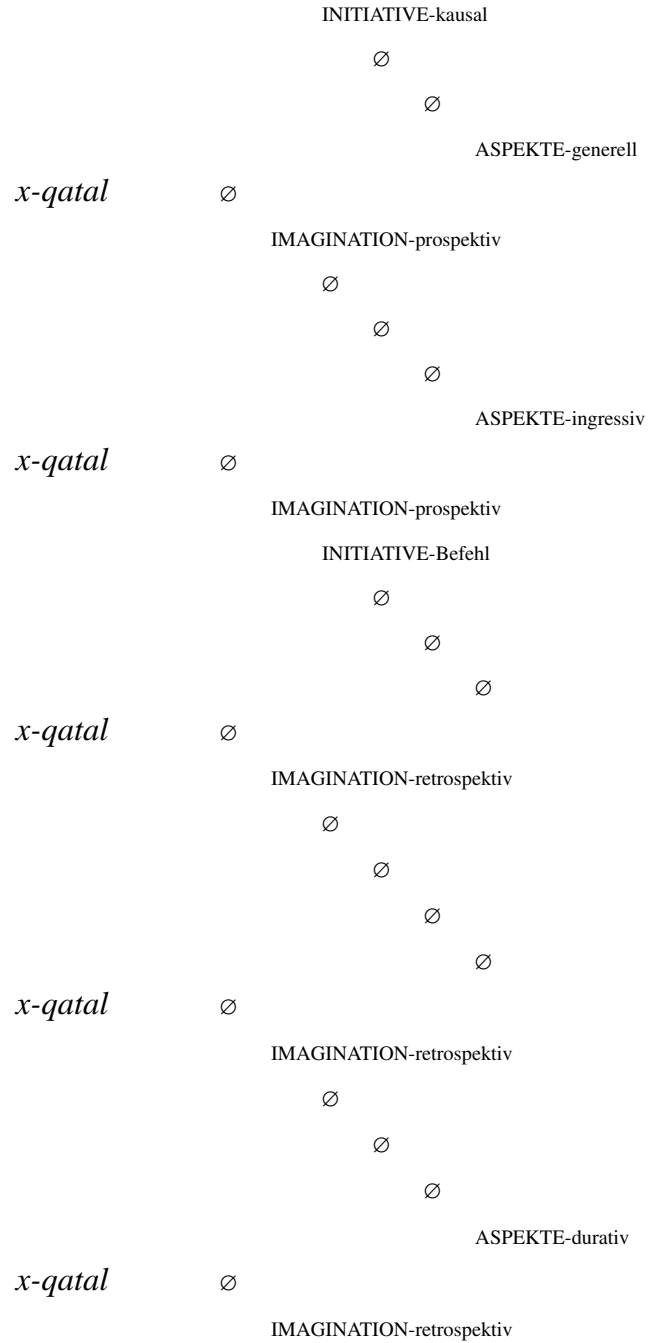 INITIATIVE-kausal
∅
∅
ASPEKTE-generell
x-qatal ∅
IMAGINATION-prospektiv
∅
∅
∅
ASPEKTE-ingressiv
x-qatal ∅
IMAGINATION-prospektiv
INITIATIVE-Befehl
∅
∅
∅
x-qatal ∅
IMAGINATION-retrospektiv
∅
∅
∅
∅
x-qatal ∅
IMAGINATION-retrospektiv
∅
∅
∅
ASPEKTE-durativ
x-qatal ∅
IMAGINATION-retrospektiv